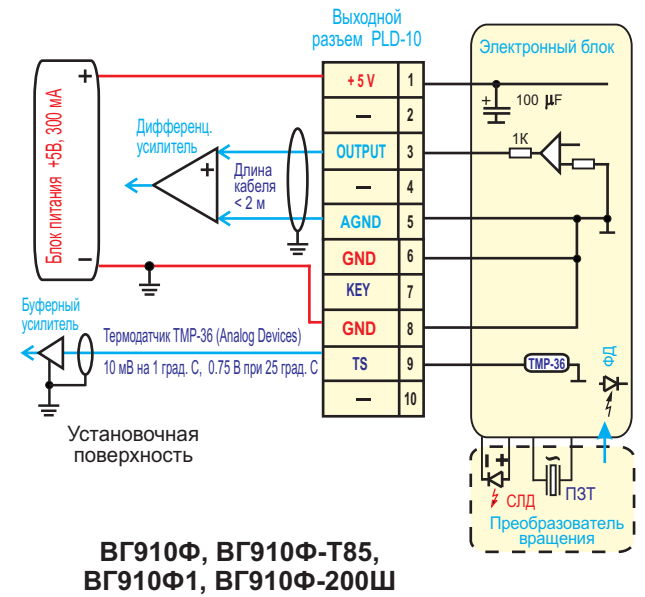 Выходной
разъем PLD-10
Электронный блок
+
Блок питания +5В, 300 мА
–
+ 5 V 1
— 2
OUTPUT 3
— 4
AGND 5
GND 6
KEY 7
GND 8
TS 9
— 10
+
100 µF
1К
Дифференц.
усилитель
+
Длина
кабеля
< 2 м
Буферный
усилитель
Термодатчик TMP-36 (Analog Devices)
10 мВ на 1 град. С, 0.75 В при 25 град. С
TMP-36
ФД
Установочная
поверхность
– +
~
СЛД
ПЗТ
Преобразователь
вращения
ВГ910Ф, ВГ910Ф-Т85,
ВГ910Ф1, ВГ910Ф-200Ш